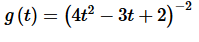 g(t) = (4t² − 3t + 2)⁻²